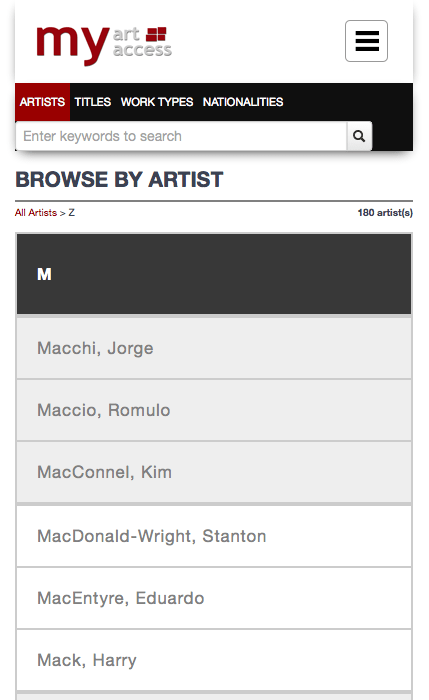 my art access
ARTISTS TITLES WORK TYPES NATIONALITIES
Enter keywords to search
BROWSE BY ARTIST
All Artists > Z 180 artist(s)
M
Macchi, Jorge
Maccio, Romulo
MacConnel, Kim
MacDonald-Wright, Stanton
MacEntyre, Eduardo
Mack, Harry